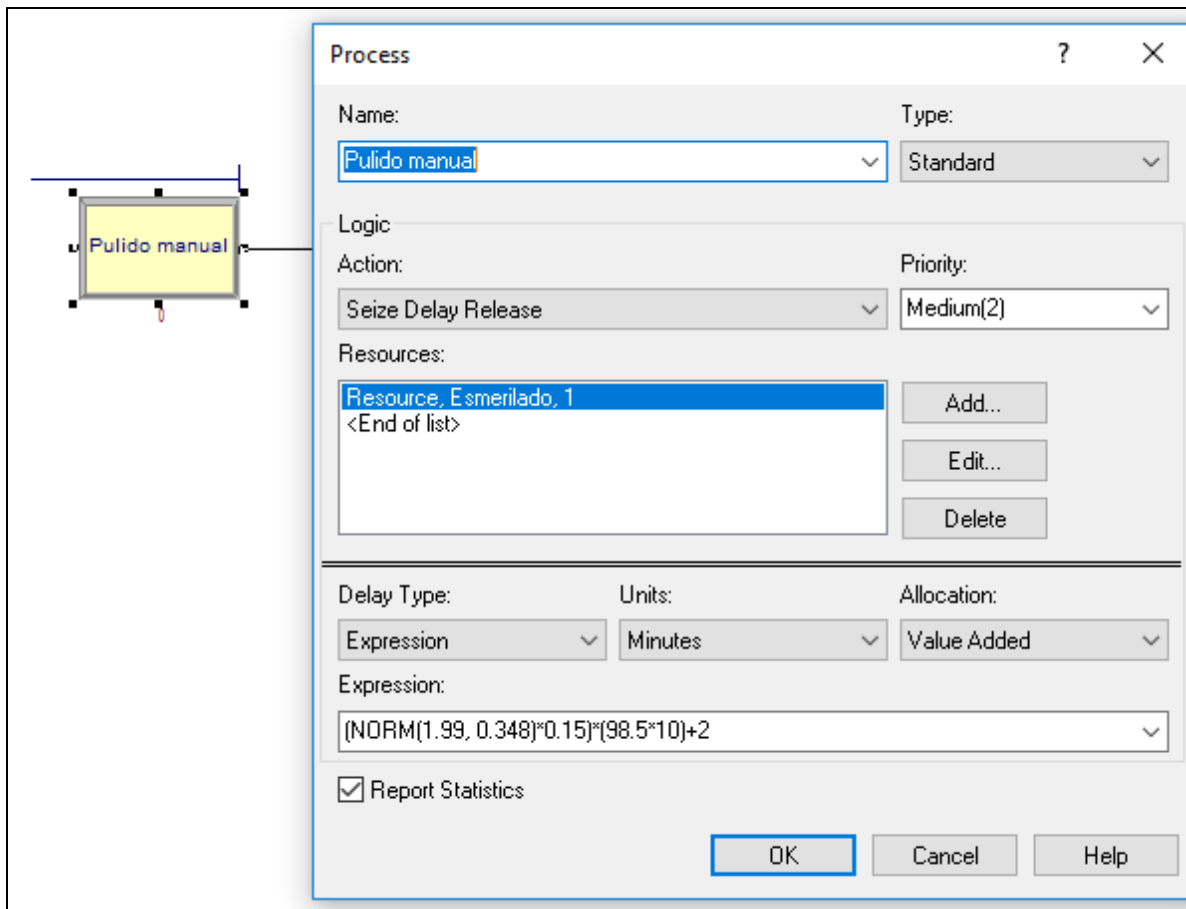 Process
?
Name:
Type:
Pulido manual
Standard
Pulido manual
0
Logic
Action:
Priority:
Seize Delay Release
Medium(2)
Resources:
Resource, Esmerilado, 1
<End of list>
Add...
Edit...
Delete
Delay Type:
Units:
Allocation:
Expression
Minutes
Value Added
Expression:
(NORM(1.99, 0.348)*0.15)*(98.5*10)+2
Report Statistics
OK
Cancel
Help